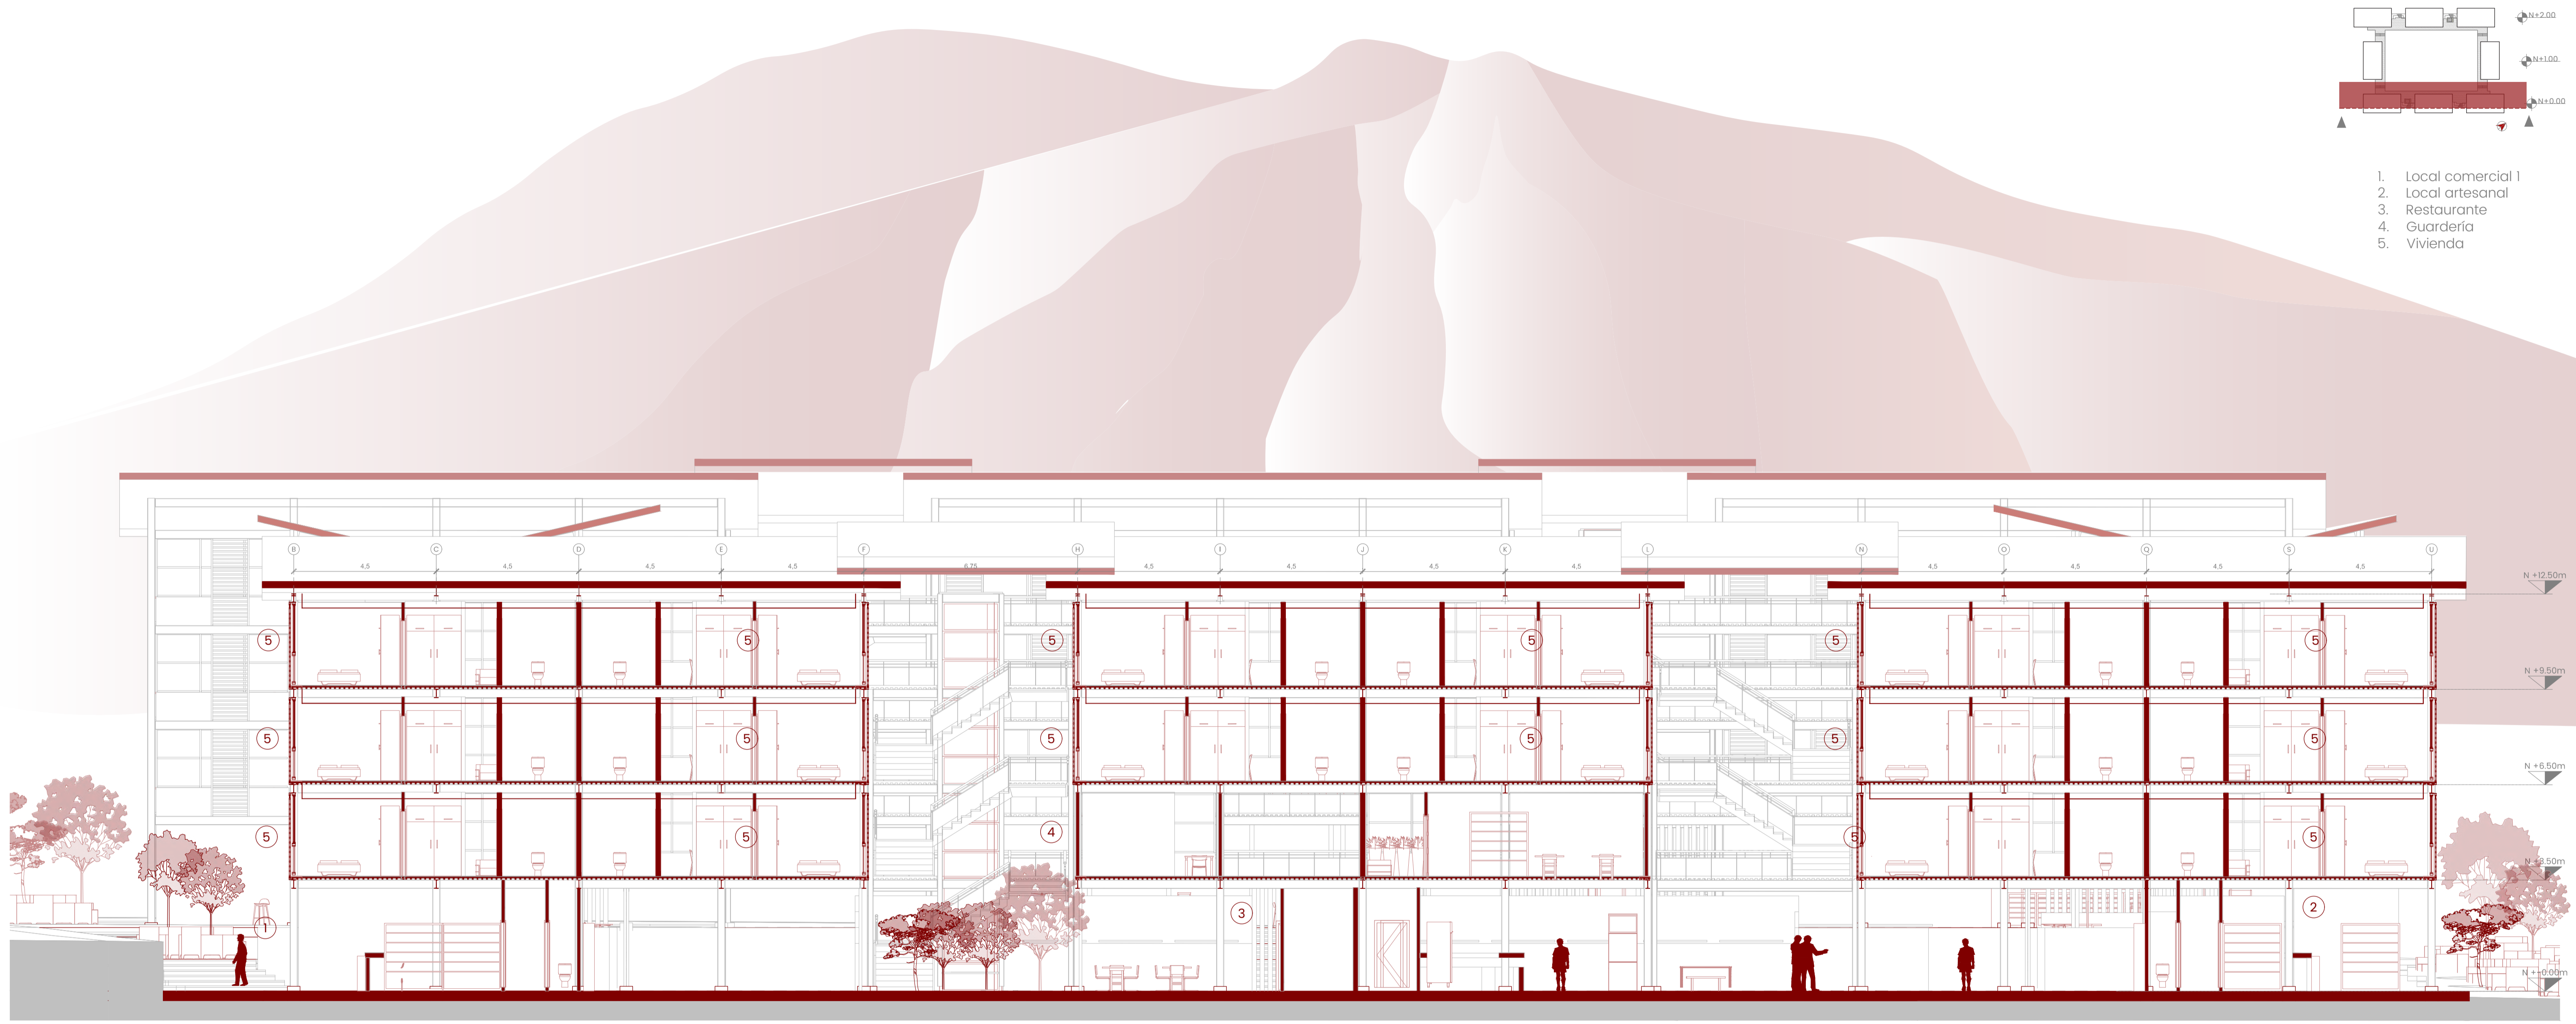 N+2.00
N+1.00
N+0.00
1. Local comercial 1
2. Local artesanal
3. Restaurante
4. Guardería
5. Vivienda
B C D E F H I J K L N O Q S U
4,5 4,5 4,5 4,5 6,75 4,5 4,5 4,5 4,5 4,5 4,5 4,5 4,5
N +12.50m
5 5 5 5 5 5
N +9.50m
5 5 5 5 5 5
N +6.50m
5 5 4 5 5
N +3.50m
1 3 2
N +-0.00m